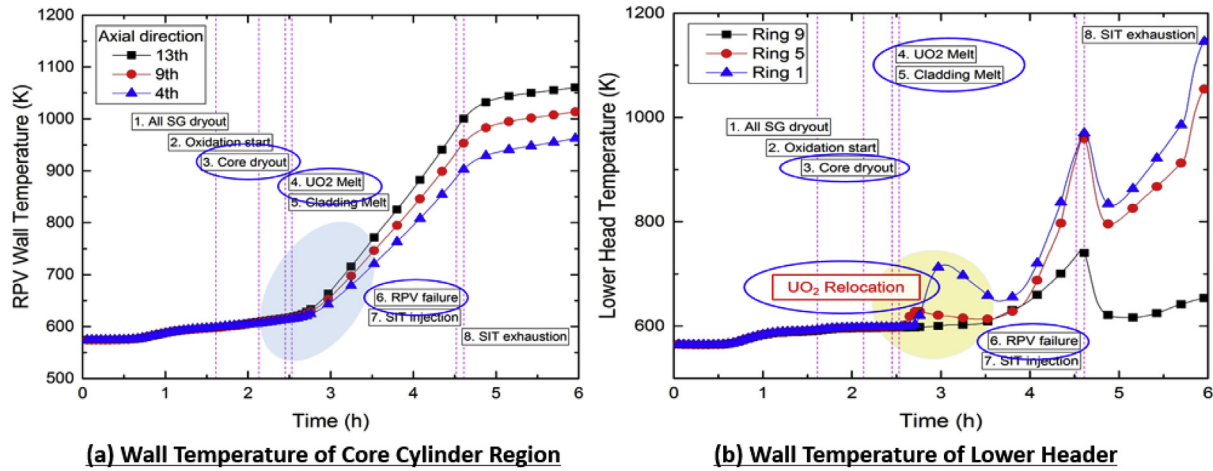 Axial direction
13th
9th
4th
1. All SG dryout
2. Oxidation start
3. Core dryout
4. UO2 Melt
5. Cladding Melt
6. RPV failure
7. SIT injection
8. SIT exhaustion
RPV Wall Temperature (K)
1200
1100
1000
900
800
700
600
500
0 1 2 3 4 5 6
Time (h)
(a) Wall Temperature of Core Cylinder Region
Ring 9
Ring 5
Ring 1
8. SIT exhaustion
4. UO2 Melt
5. Cladding Melt
1. All SG dryout
2. Oxidation start
3. Core dryout
UO₂ Relocation
6. RPV failure
7. SIT injection
Lower Head Temperature (K)
1200
1000
800
600
400
0 1 2 3 4 5 6
Time (h)
(b) Wall Temperature of Lower Header